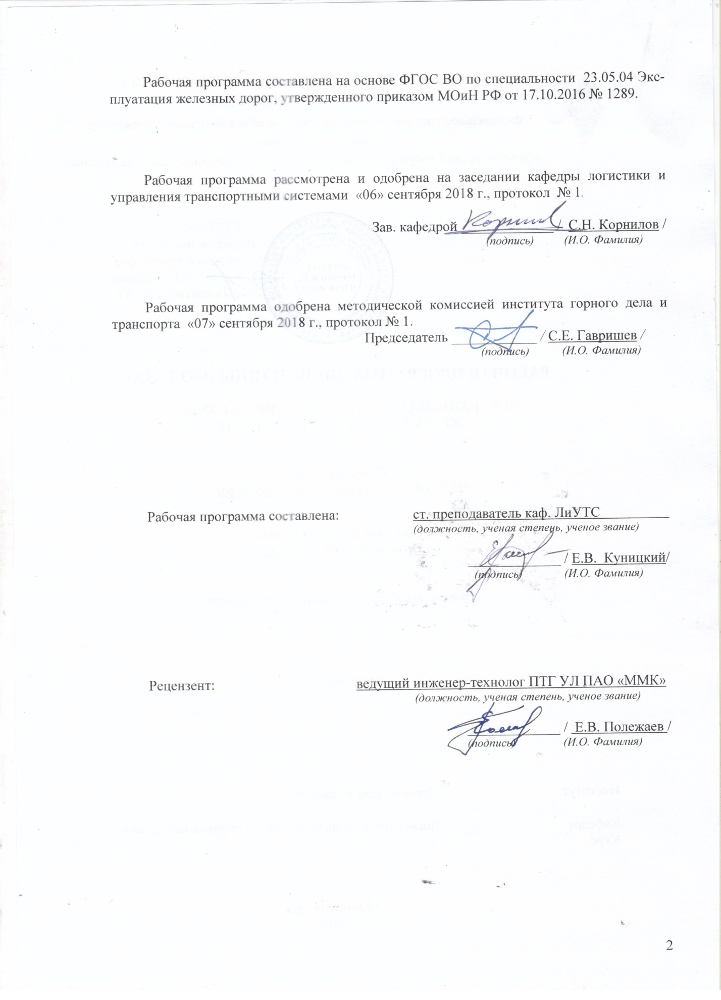 Рабочая программа составлена на основе ФГОС ВО по специальности 23.05.04 Экс-
плуатация железных дорог, утвержденного приказом МОиН РФ от 17.10.2016 № 1289.
Рабочая программа рассмотрена и одобрена на заседании кафедры логистики и
управления транспортными системами «06» сентября 2018 г., протокол № 1.
Зав. кафедрой _____________ / С.Н. Корнилов /
(подпись) (И.О. Фамилия)
Рабочая программа одобрена методической комиссией института горного дела и
транспорта «07» сентября 2018 г., протокол № 1.
Председатель ____________ / С.Е. Гавришев /
(подпись) (И.О. Фамилия)
Рабочая программа составлена: ст. преподаватель каф. ЛиУТС
(должность, ученая степень, ученое звание)
_____________ / Е.В. Куницкий/
(подпись) (И.О. Фамилия)
Рецензент: ведущий инженер-технолог ПТГ УЛ ПАО «ММК»
(должность, ученая степень, ученое звание)
_____________ / Е.В. Полежаев /
(подпись) (И.О. Фамилия)
2